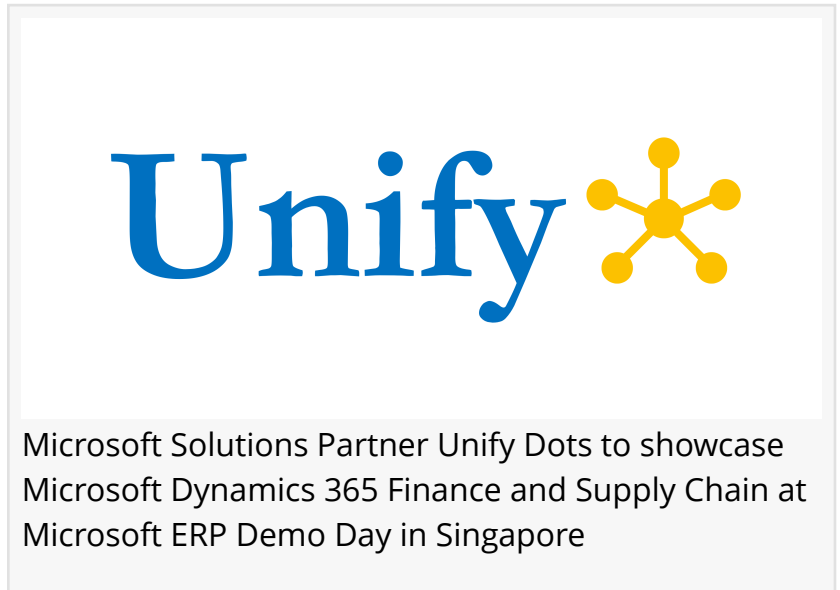 Unify
Microsoft Solutions Partner Unify Dots to showcase
Microsoft Dynamics 365 Finance and Supply Chain at
Microsoft ERP Demo Day in Singapore